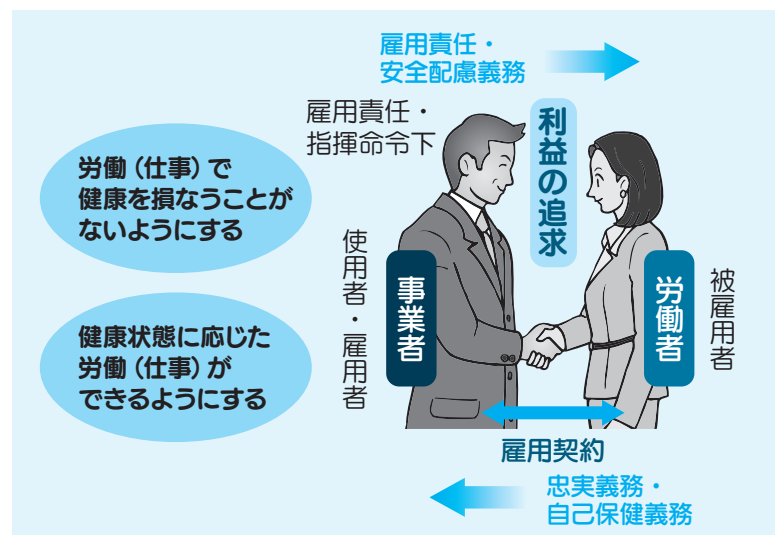 雇用責任・
安全配慮義務
雇用責任・
指揮命令下
利益の追求
労働（仕事）で
健康を損なうことが
ないようにする
使用者・雇用者
事業者
労働者
被雇用者
健康状態に応じた
労働（仕事）が
できるようにする
雇用契約
忠実義務・
自己保健義務